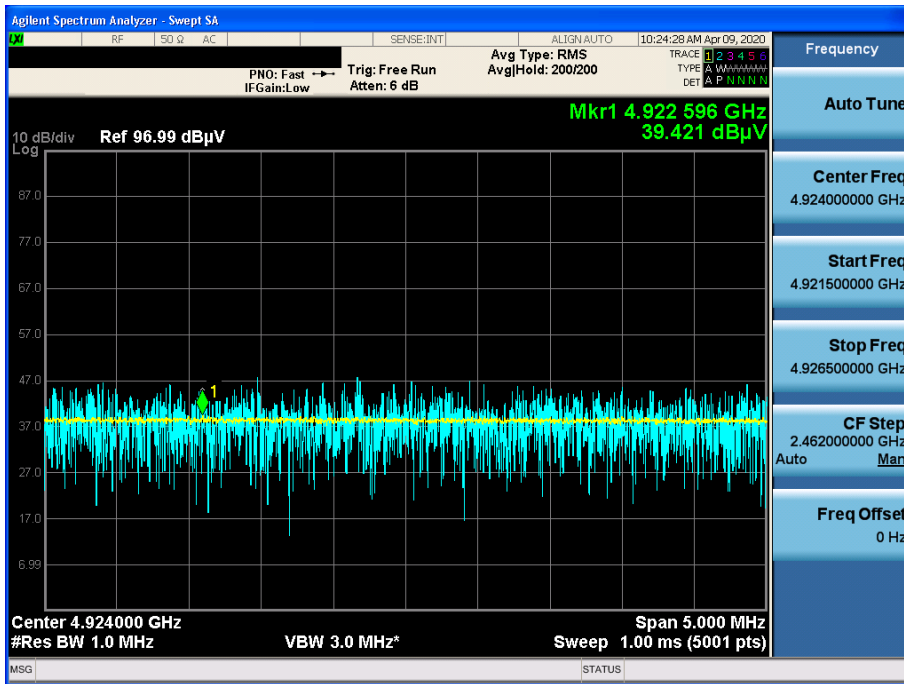 Agilent Spectrum Analyzer - Swept SA
LXI RF 50 Ω AC SENSE:INT ALIGN AUTO 10:24:28 AM Apr 09, 2020
PNO: Fast Trig: Free Run Avg Type: RMS TRACE 1 2 3 4 5 6
IFGain:Low Atten: 6 dB Avg|Hold: 200/200 TYPE A WWWWW
DET A P N N N N
Mkr1 4.922 596 GHz
39.421 dBµV
10 dB/div Ref 96.99 dBµV
Log
87.0
77.0
67.0
57.0
47.0
1
37.0
27.0
17.0
6.99
Center 4.924000 GHz Span 5.000 MHz
#Res BW 1.0 MHz VBW 3.0 MHz* Sweep 1.00 ms (5001 pts)
MSG STATUS
Frequency
Auto Tune
Center Freq
4.924000000 GHz
Start Freq
4.921500000 GHz
Stop Freq
4.926500000 GHz
CF Step
2.462000000 GHz
Auto Man
Freq Offset
0 Hz